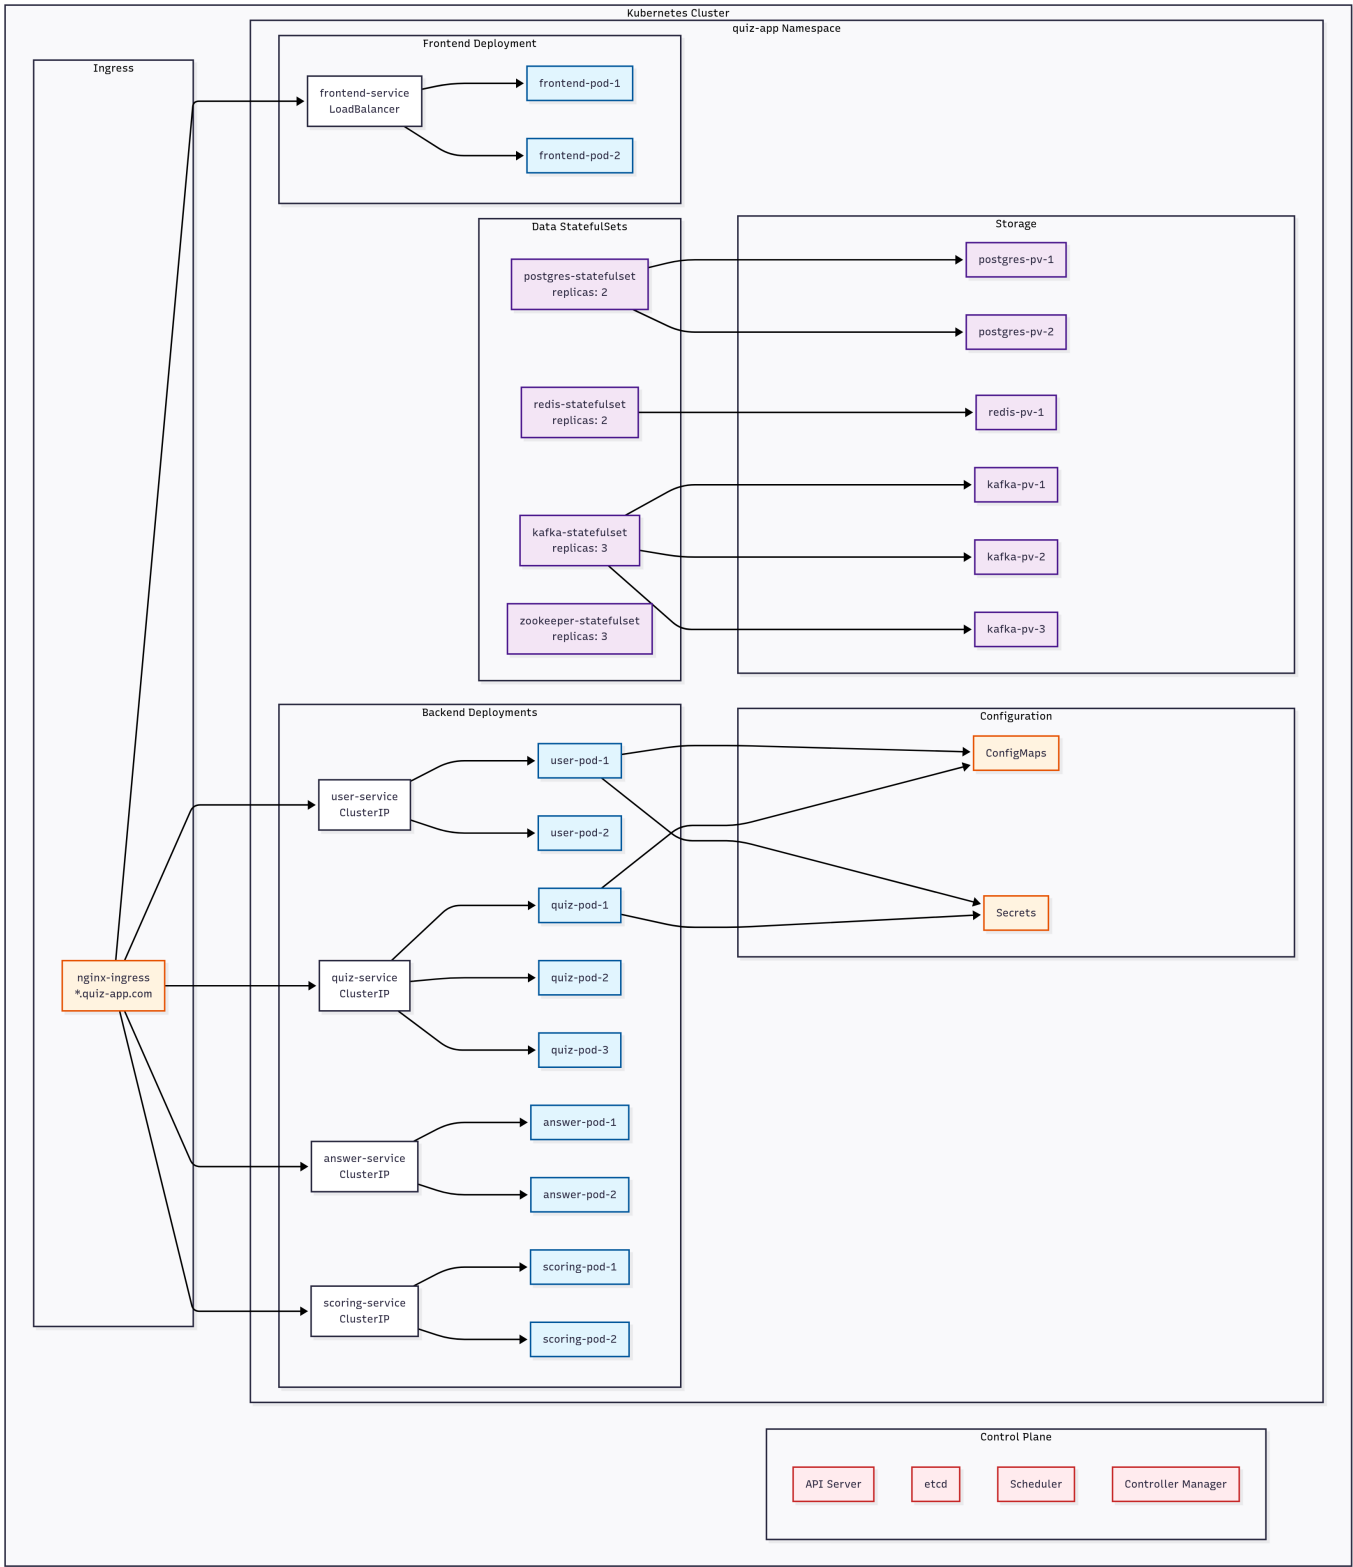 Kubernetes Cluster
quiz-app Namespace
Ingress
nginx-ingress
*.quiz-app.com
Frontend Deployment
frontend-service
LoadBalancer
frontend-pod-1
frontend-pod-2
Data StatefulSets
postgres-statefulset
replicas: 2
redis-statefulset
replicas: 2
kafka-statefulset
replicas: 3
zookeeper-statefulset
replicas: 3
Storage
postgres-pv-1
postgres-pv-2
redis-pv-1
kafka-pv-1
kafka-pv-2
kafka-pv-3
Backend Deployments
user-service
ClusterIP
user-pod-1
user-pod-2
quiz-service
ClusterIP
quiz-pod-1
quiz-pod-2
quiz-pod-3
answer-service
ClusterIP
answer-pod-1
answer-pod-2
scoring-service
ClusterIP
scoring-pod-1
scoring-pod-2
Configuration
ConfigMaps
Secrets
Control Plane
API Server
etcd
Scheduler
Controller Manager